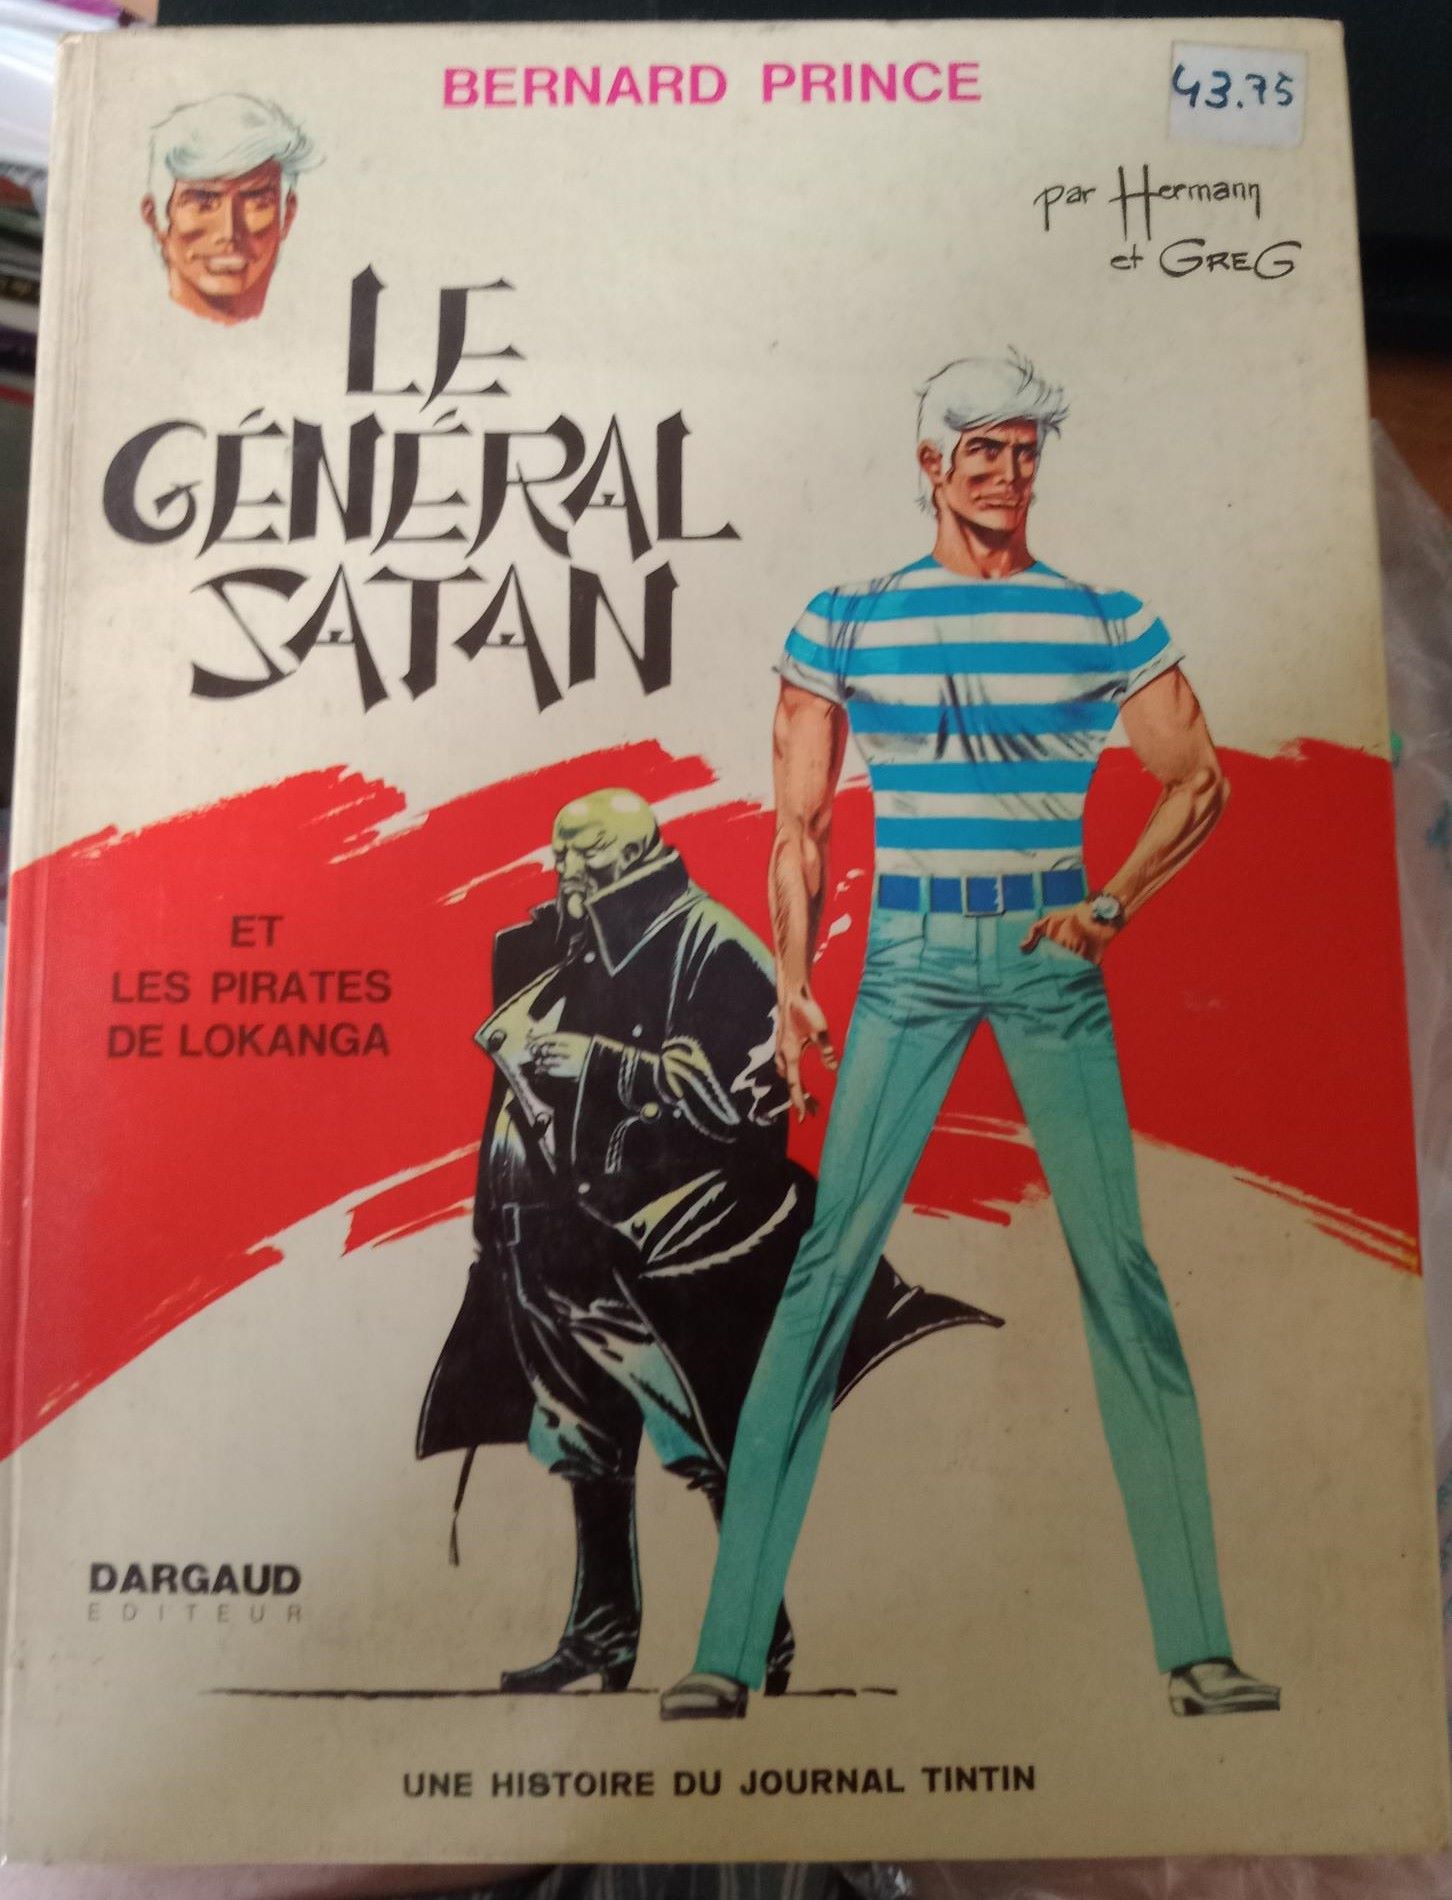 BERNARD PRINCE
43.75
par Hermann
et GREG
LE
GÉNÉRAL
SATAN
ET
LES PIRATES
DE LOKANGA
DARGAUD
EDITEUR
UNE HISTOIRE DU JOURNAL TINTIN